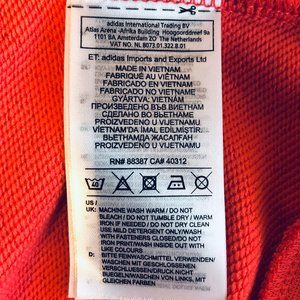 adidas International Trading BV
Atlas Arena -Afrika Building Hoogoorddreef 9a
1101 BA Amsterdam ZO The Netherlands
VAT NO. NL 8073.01.322.B.01
ET: adidas Imports and Exports Ltd
MADE IN VIETNAM
FABRIQUÉ AU VIÊTNAM
FABRICADO EN VIETNAM
FABRICADO NO VIETNAME
GYÁRTVA: VIETNAM
ПРОИЗВЕДЕНО ВЪВ ВИЕТНАМ
СДЕЛАНО ВО ВЬЕТНАМЕ
PROIZVEDENO U VIJETNAMU
VIETNAM'DA İMAL EDİLMİŞTİR
ВЬЕТНАМДА ЖАСАЛҒАН
PROIZVEDENO U VIJETNAMU
RN# 88387 CA# 40312
40
US /
UK: MACHINE WASH WARM / DO NOT
BLEACH / DO NOT TUMBLE DRY / WARM
IRON IF NEEDED / DO NOT DRY CLEAN
USE MILD DETERGENT ONLY/WASH
WITH FASTENERS CLOSED/DO NOT
IRON PRINT/WASH INSIDE OUT WITH
LIKE COLOURS
D: BITTE FEINWASCHMITTEL VERWENDEN/
WASCHEN MIT GESCHLOSSENEN
VERSCHLÜSSEN/DRUCK NICHT
BÜGELN/WASCHEN VON LINKS, MIT
GLEICHEN FARBEN